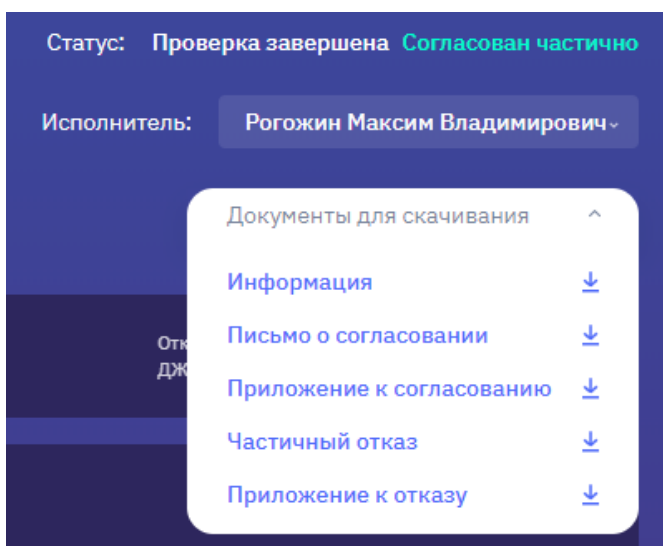 Статус: Проверка завершена Согласован частично
Исполнитель: Рогожин Максим Владимирович
Документы для скачивания
Информация
Письмо о согласовании
Приложение к согласованию
Частичный отказ
Приложение к отказу